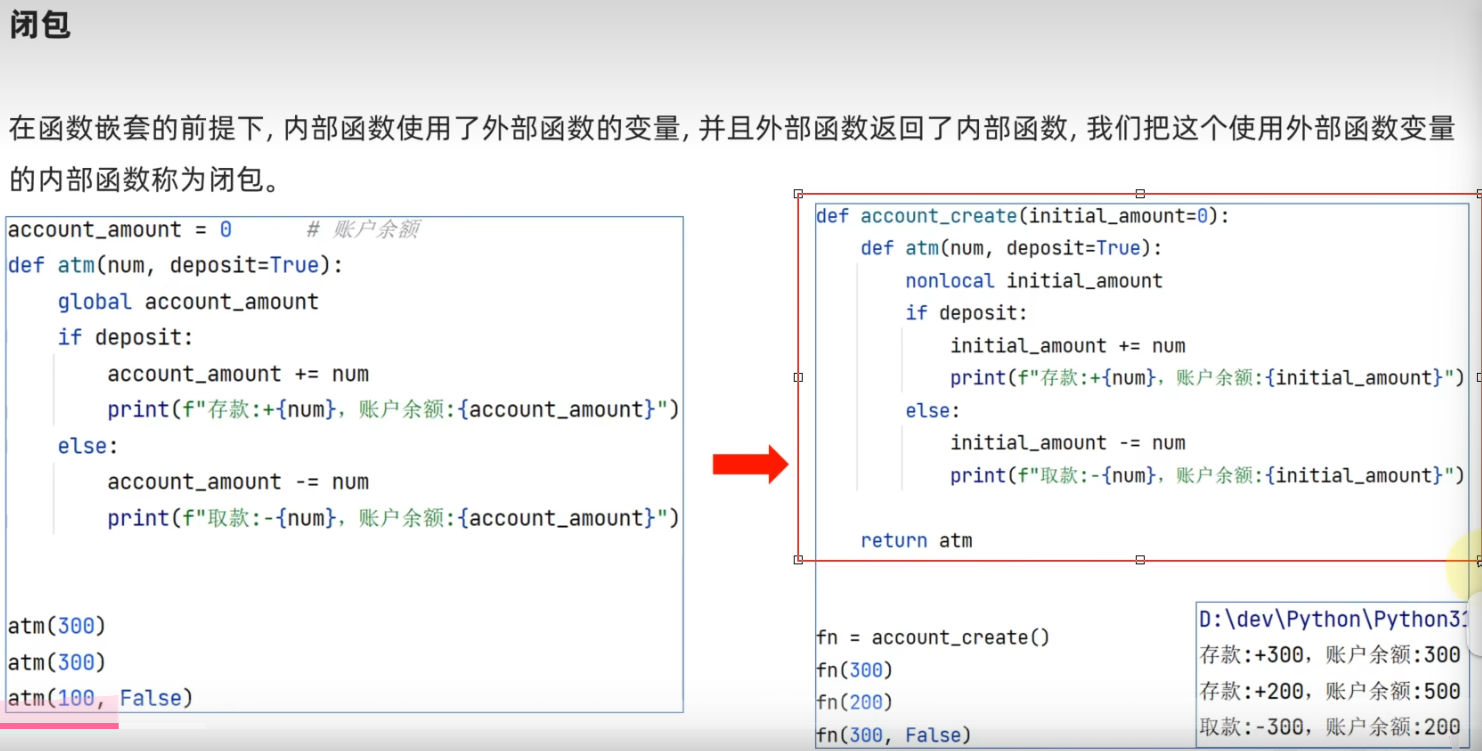 闭包
在函数嵌套的前提下, 内部函数使用了外部函数的变量, 并且外部函数返回了内部函数, 我们把这个使用外部函数变量
的内部函数称为闭包。
account_amount = 0      # 账户余额
def atm(num, deposit=True):
    global account_amount
    if deposit:
        account_amount += num
        print(f"存款:+{num}, 账户余额:{account_amount}")
    else:
        account_amount -= num
        print(f"取款:-{num}, 账户余额:{account_amount}")
atm(300)
atm(300)
atm(100, False)
def account_create(initial_amount=0):
    def atm(num, deposit=True):
        nonlocal initial_amount
        if deposit:
            initial_amount += num
            print(f"存款:+{num}, 账户余额:{initial_amount}")
        else:
            initial_amount -= num
            print(f"取款:-{num}, 账户余额:{initial_amount}")
    return atm
fn = account_create()
fn(300)
fn(200)
fn(300, False)
D:\dev\Python\Python31
存款:+300, 账户余额:300
存款:+200, 账户余额:500
取款:-300, 账户余额:200